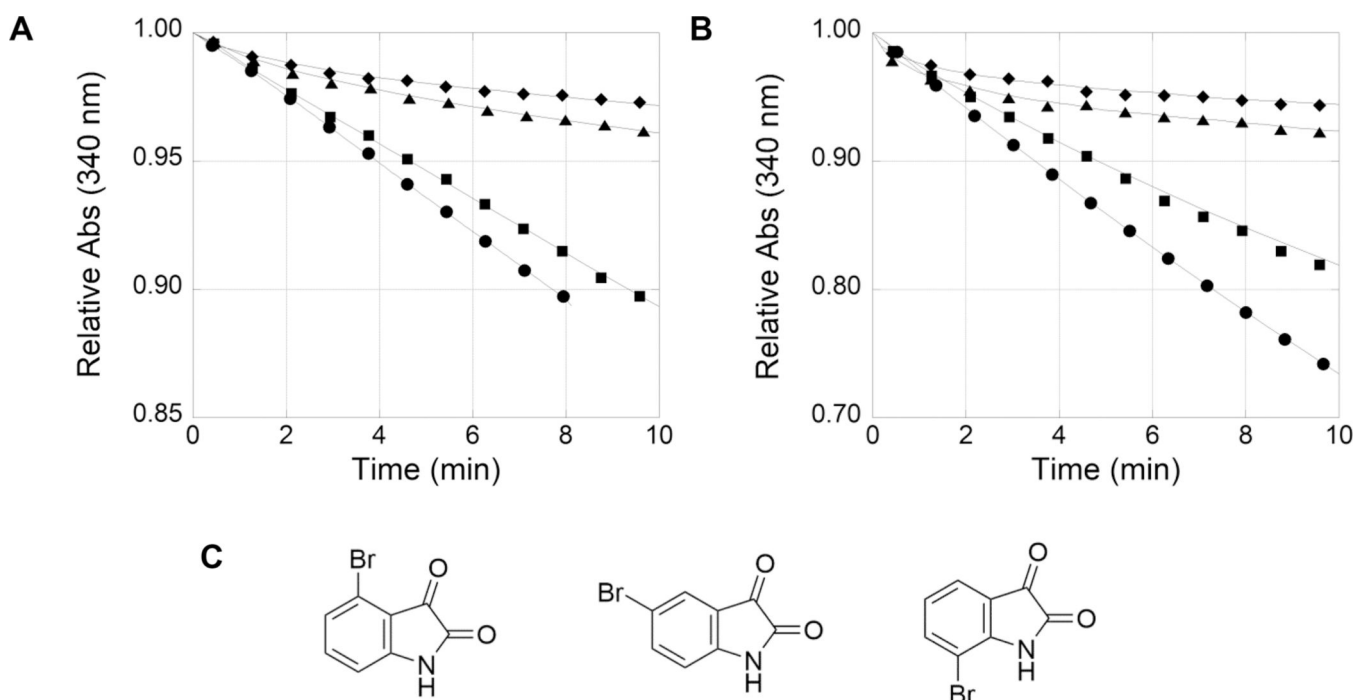 A
B
Relative Abs (340 nm)
1.00
0.95
0.90
0.85
0 2 4 6 8 10
Time (min)
Relative Abs (340 nm)
1.00
0.90
0.80
0.70
0 2 4 6 8 10
Time (min)
C
Br O O N H
Br O O N H
O O N H Br